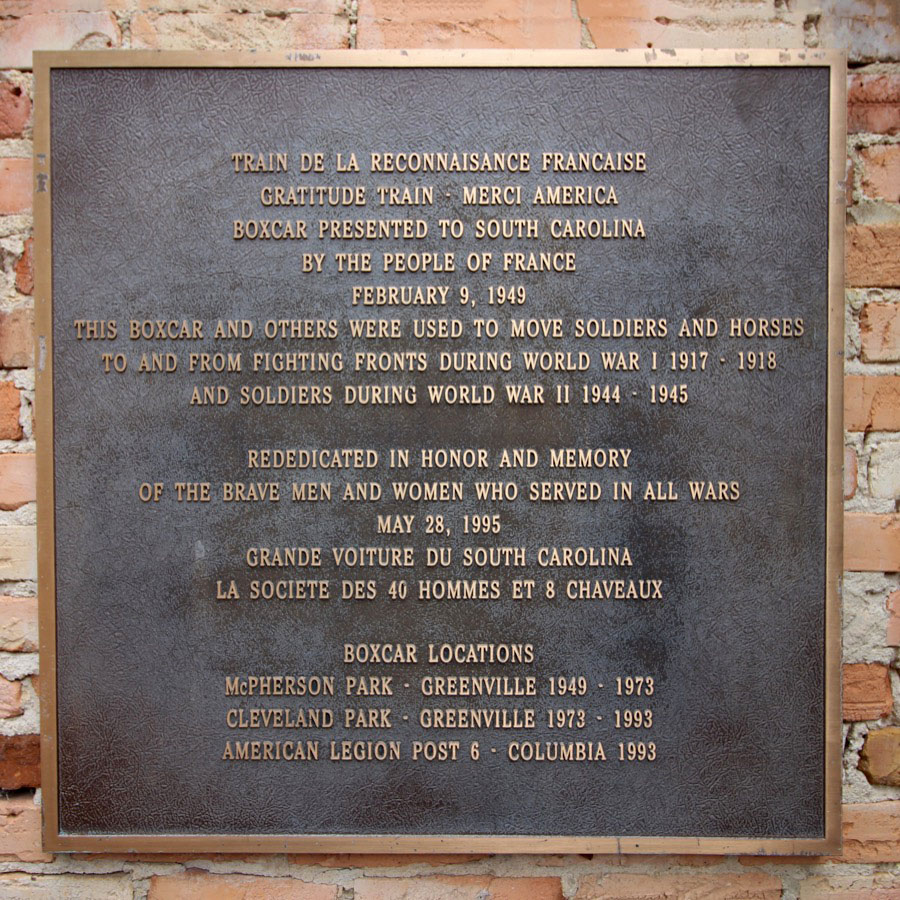 TRAIN DE LA RECONNAISANCE FRANCAISE
GRATITUDE TRAIN - MERCI AMERICA
BOXCAR PRESENTED TO SOUTH CAROLINA
BY THE PEOPLE OF FRANCE
FEBRUARY 9, 1949
THIS BOXCAR AND OTHERS WERE USED TO MOVE SOLDIERS AND HORSES
TO AND FROM FIGHTING FRONTS DURING WORLD WAR I 1917 - 1918
AND SOLDIERS DURING WORLD WAR II 1944 - 1945
REDEDICATED IN HONOR AND MEMORY
OF THE BRAVE MEN AND WOMEN WHO SERVED IN ALL WARS
MAY 28, 1995
GRANDE VOITURE DU SOUTH CAROLINA
LA SOCIETE DES 40 HOMMES ET 8 CHAVEAUX
BOXCAR LOCATIONS
McPHERSON PARK - GREENVILLE 1949 - 1973
CLEVELAND PARK - GREENVILLE 1973 - 1993
AMERICAN LEGION POST 6 - COLUMBIA 1993